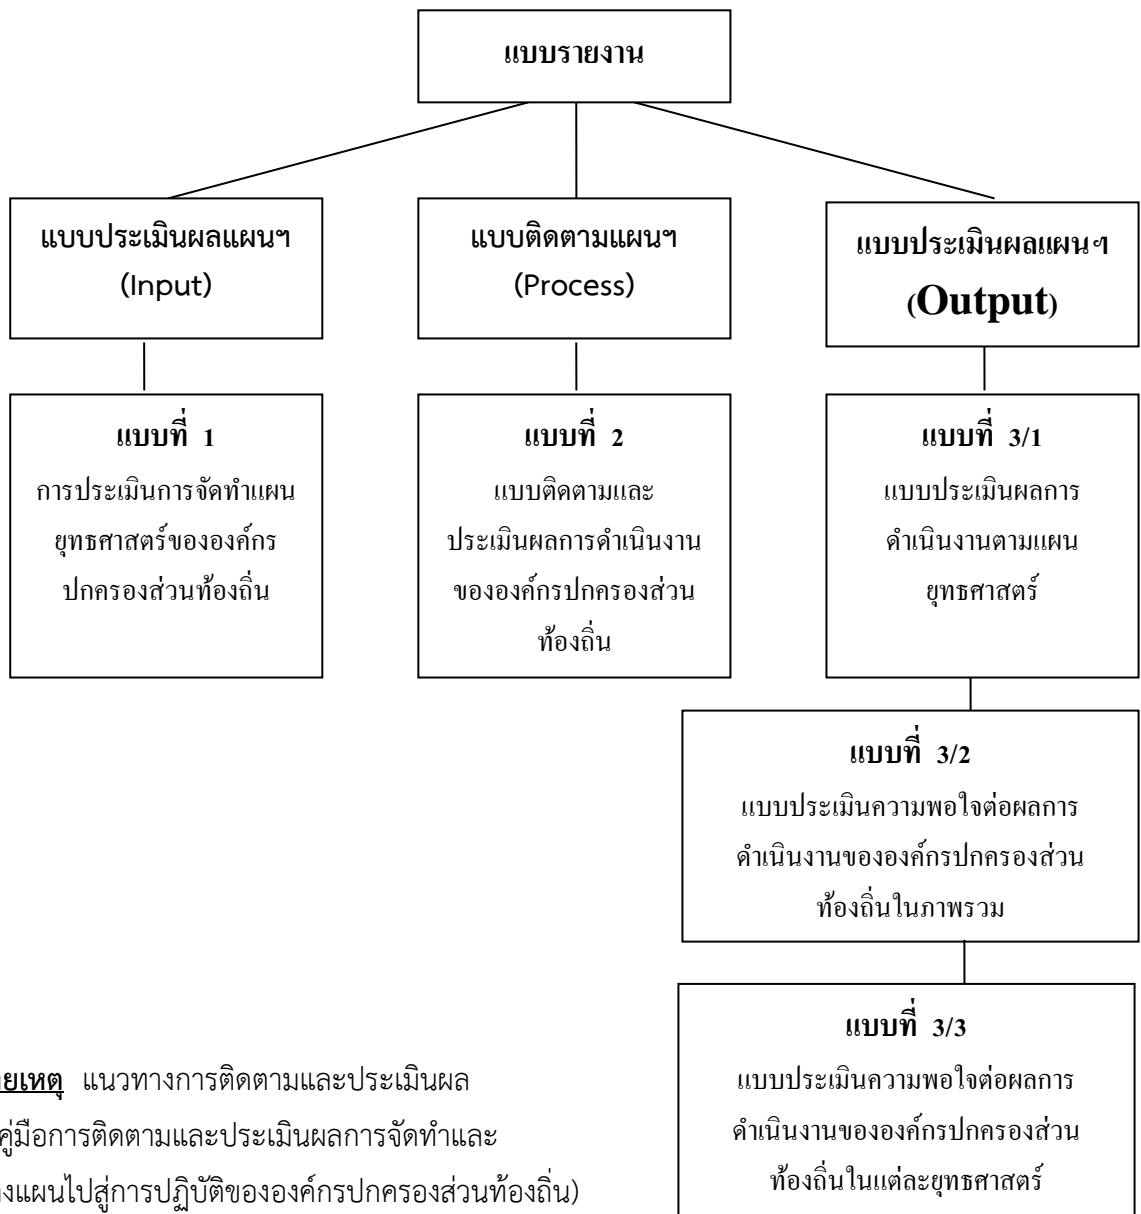 แบบรายงาน
แบบประเมินผลแผนฯ
(Input)
แบบติดตามแผนฯ
(Process)
แบบประเมินผลแผนฯ
(Output)
แบบที่ 1
การประเมินการจัดทำแผน
ยุทธศาสตร์ขององค์กร
ปกครองส่วนท้องถิ่น
แบบที่ 2
แบบติดตามและ
ประเมินผลการดำเนินงาน
ขององค์กรปกครองส่วน
ท้องถิ่น
แบบที่ 3/1
แบบประเมินผลการ
ดำเนินงานตามแผน
ยุทธศาสตร์
แบบที่ 3/2
แบบประเมินความพอใจต่อผลการ
ดำเนินงานขององค์กรปกครองส่วน
ท้องถิ่นในภาพรวม
แบบที่ 3/3
แบบประเมินความพอใจต่อผลการ
ดำเนินงานขององค์กรปกครองส่วน
ท้องถิ่นในแต่ละยุทธศาสตร์
ยเหตุ แนวทางการติดตามและประเมินผล
คู่มือการติดตามและประเมินผลการจัดทำและ
งแผนไปสู่การปฏิบัติขององค์กรปกครองส่วนท้องถิ่น)